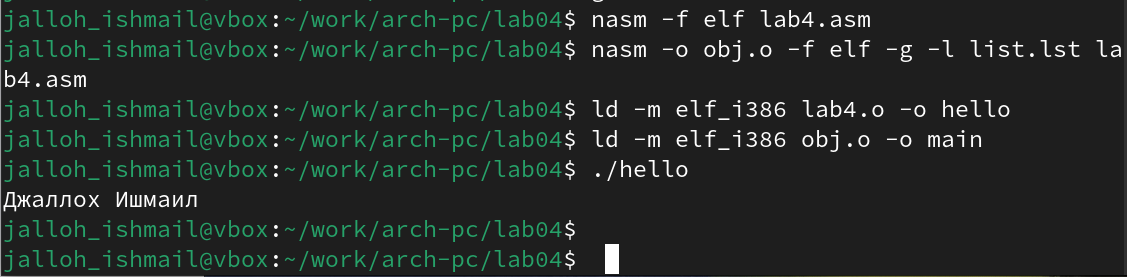 jalloh_ishmail@vbox:~/work/arch-pc/lab04$ nasm -f elf lab4.asm
jalloh_ishmail@vbox:~/work/arch-pc/lab04$ nasm -o obj.o -f elf -g -l list.lst la
b4.asm
jalloh_ishmail@vbox:~/work/arch-pc/lab04$ ld -m elf_i386 lab4.o -o hello
jalloh_ishmail@vbox:~/work/arch-pc/lab04$ ld -m elf_i386 obj.o -o main
jalloh_ishmail@vbox:~/work/arch-pc/lab04$ ./hello
Джаллох Ишмаил
jalloh_ishmail@vbox:~/work/arch-pc/lab04$
jalloh_ishmail@vbox:~/work/arch-pc/lab04$